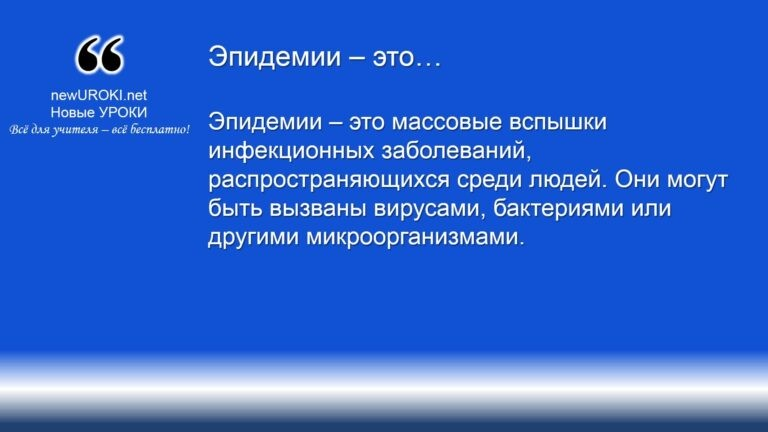 ❝
newUROKI.net
Новые УРОКИ
Всё для учителя – всё бесплатно!
Эпидемии – это…
Эпидемии – это массовые вспышки
инфекционных заболеваний,
распространяющихся среди людей. Они могут
быть вызваны вирусами, бактериями или
другими микроорганизмами.